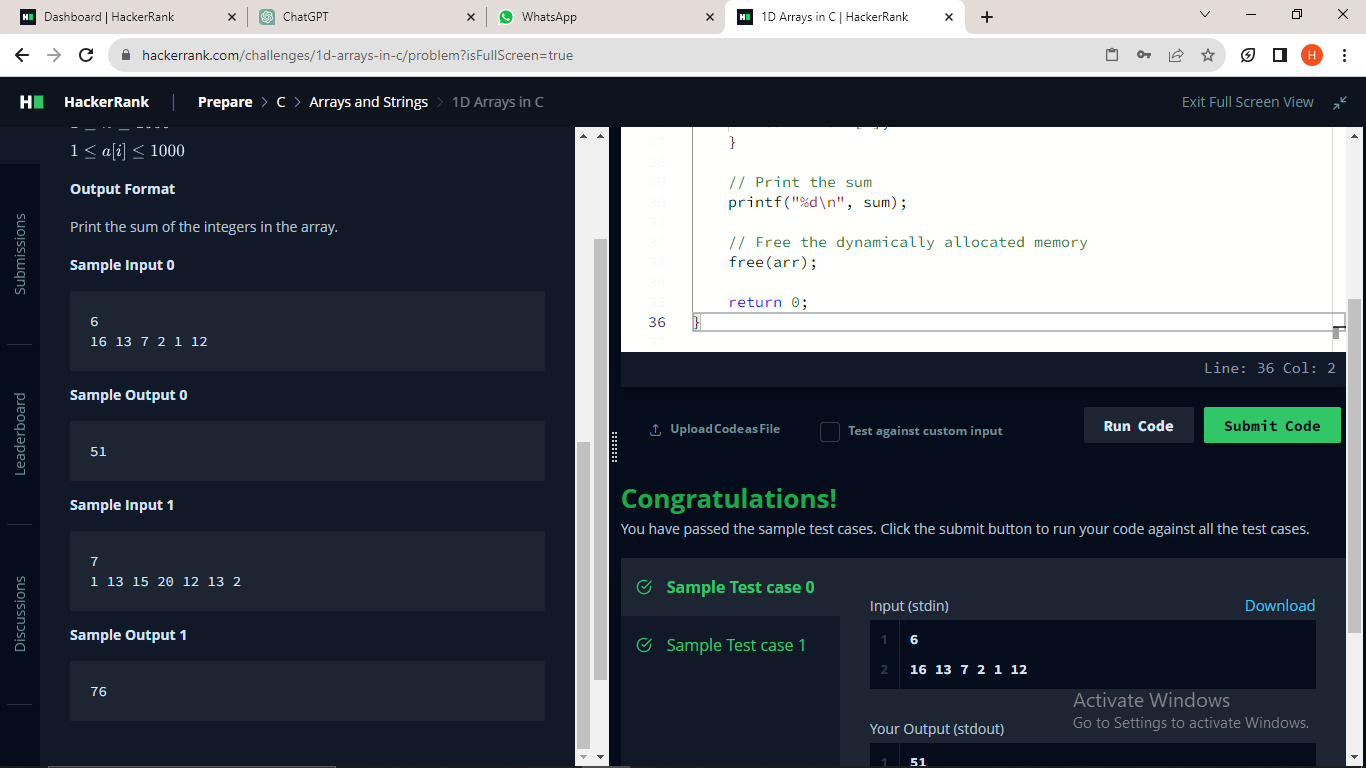 Dashboard | HackerRank
ChatGPT
WhatsApp
1D Arrays in C | HackerRank
hackerrank.com/challenges/1d-arrays-in-c/problem?isFullScreen=true
H
HackerRank
Prepare > C > Arrays and Strings > 1D Arrays in C
Exit Full Screen View
Submissions
Leaderboard
Discussions
1 ≤ a[i] ≤ 1000
Output Format
Print the sum of the integers in the array.
Sample Input 0
6
16 13 7 2 1 12
Sample Output 0
51
Sample Input 1
7
1 13 15 20 12 13 2
Sample Output 1
76
27 }
28
29 // Print the sum
30 printf("%d\n", sum);
31
32 // Free the dynamically allocated memory
33 free(arr);
34
35 return 0;
36 }
37
Line: 36 Col: 2
Upload Code as File
Test against custom input
Run Code
Submit Code
Congratulations!
You have passed the sample test cases. Click the submit button to run your code against all the test cases.
Sample Test case 0
Sample Test case 1
Input (stdin)
Download
1 6
2 16 13 7 2 1 12
Your Output (stdout)
1 51
Activate Windows
Go to Settings to activate Windows.